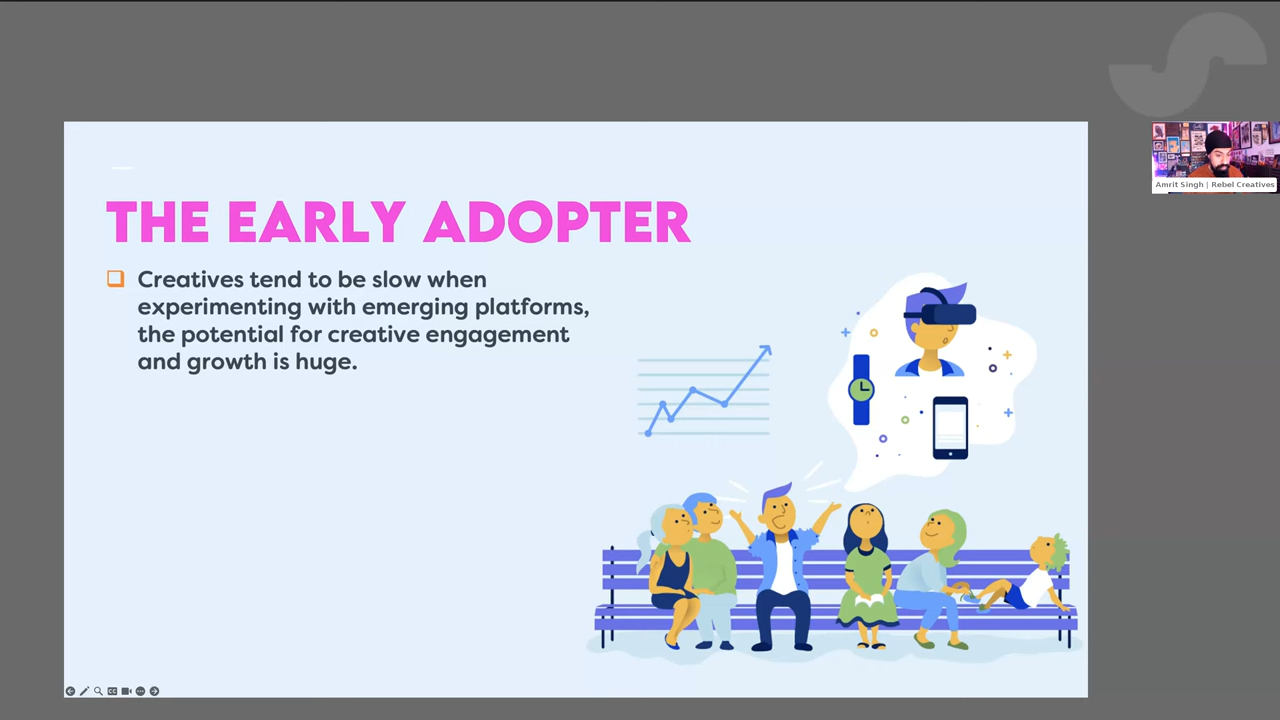 THE EARLY ADOPTER
Creatives tend to be slow when
experimenting with emerging platforms,
the potential for creative engagement
and growth is huge.
Amrit Singh | Rebel Creatives